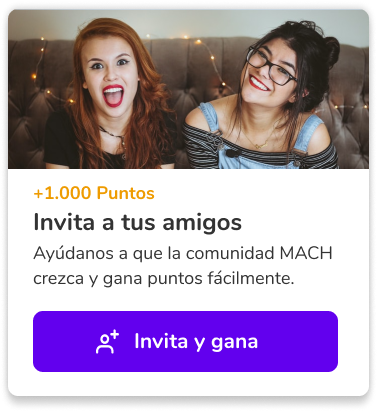 +1.000 Puntos
Invita a tus amigos
Ayúdanos a que la comunidad MACH
crezca y gana puntos fácilmente.
Invita y gana